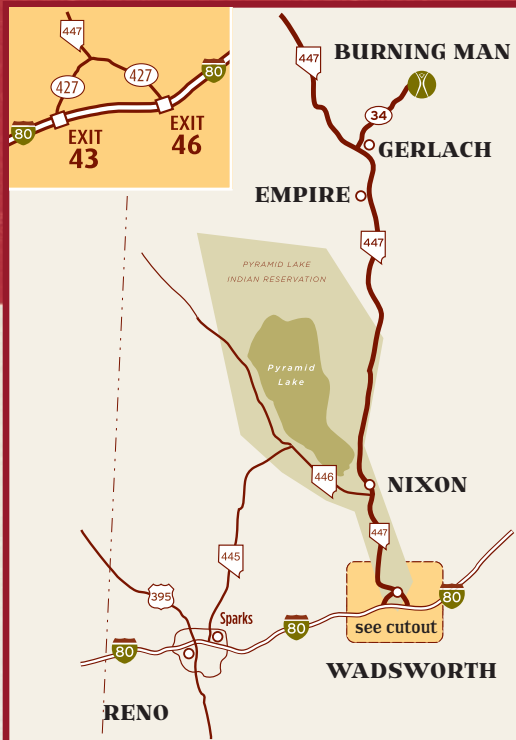 447
427
427
80
80
EXIT
43
EXIT
46
447
BURNING MAN
34
GERLACH
EMPIRE
447
PYRAMID LAKE
INDIAN RESERVATION
Pyramid
Lake
446
NIXON
447
445
395
Sparks
80
80
80
see cutout
WADSWORTH
RENO